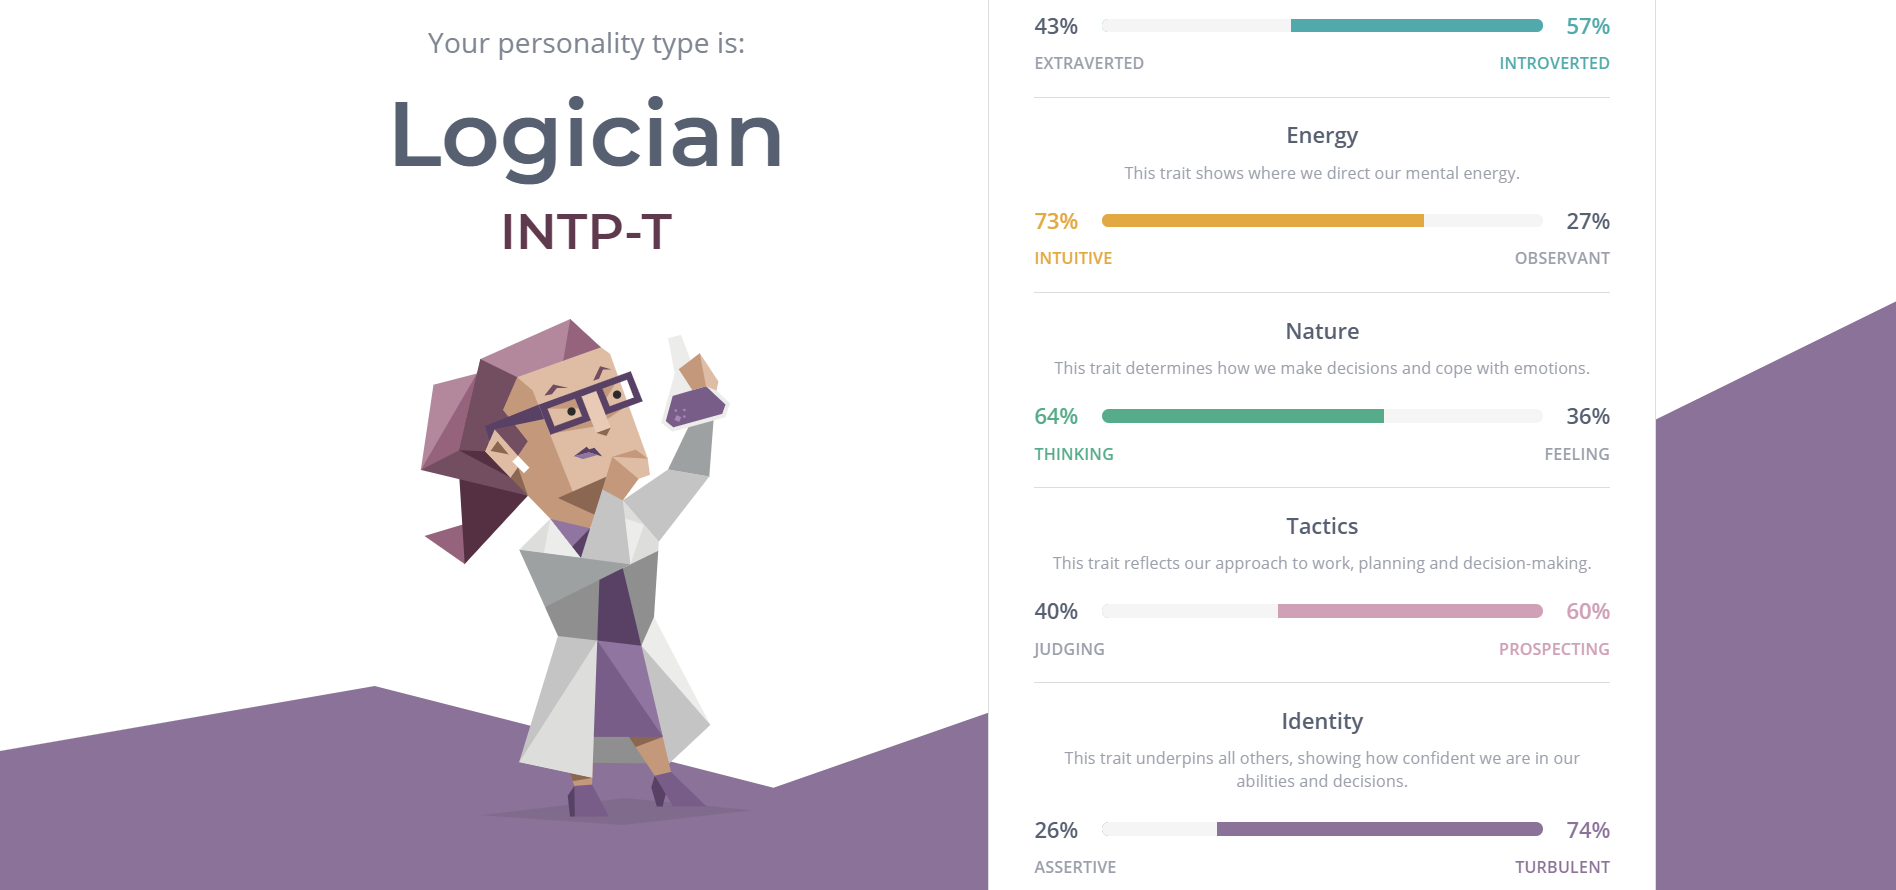 Your personality type is:
Logician
INTP-T
43% 57%
EXTRAVERTED INTROVERTED
Energy
This trait shows where we direct our mental energy.
73% 27%
INTUITIVE OBSERVANT
Nature
This trait determines how we make decisions and cope with emotions.
64% 36%
THINKING FEELING
Tactics
This trait reflects our approach to work, planning and decision-making.
40% 60%
JUDGING PROSPECTING
Identity
This trait underpins all others, showing how confident we are in our
abilities and decisions.
26% 74%
ASSERTIVE TURBULENT